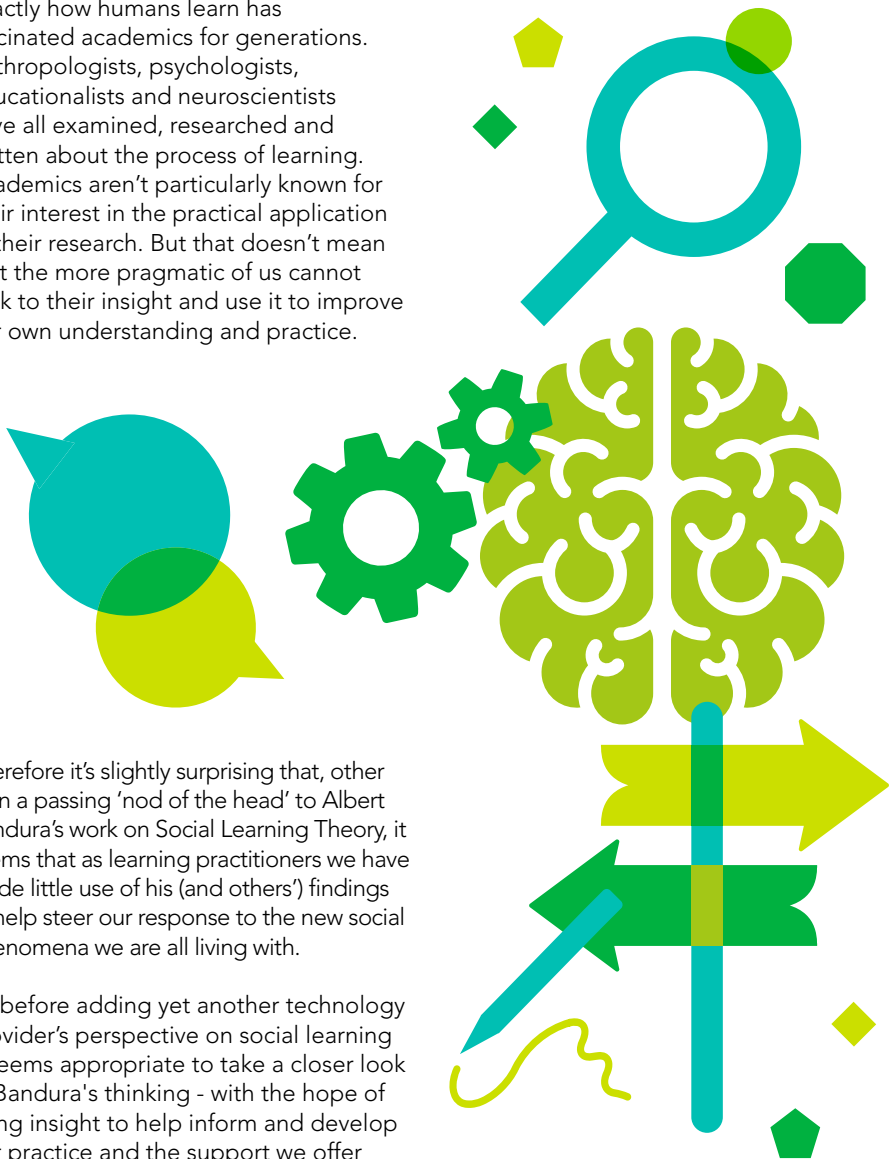 actly how humans learn has
cinated academics for generations.
thropologists, psychologists,
ucationalists and neuroscientists
ve all examined, researched and
tten about the process of learning.
ademics aren’t particularly known for
ir interest in the practical application
their research. But that doesn’t mean
t the more pragmatic of us cannot
k to their insight and use it to improve
r own understanding and practice.
erefore it’s slightly surprising that, other
n a passing ‘nod of the head’ to Albert
ndura’s work on Social Learning Theory, it
ms that as learning practitioners we have
de little use of his (and others’) findings
help steer our response to the new social
enomena we are all living with.
before adding yet another technology
vider’s perspective on social learning
eems appropriate to take a closer look
Bandura's thinking - with the hope of
ng insight to help inform and develop
r practice and the support we offer